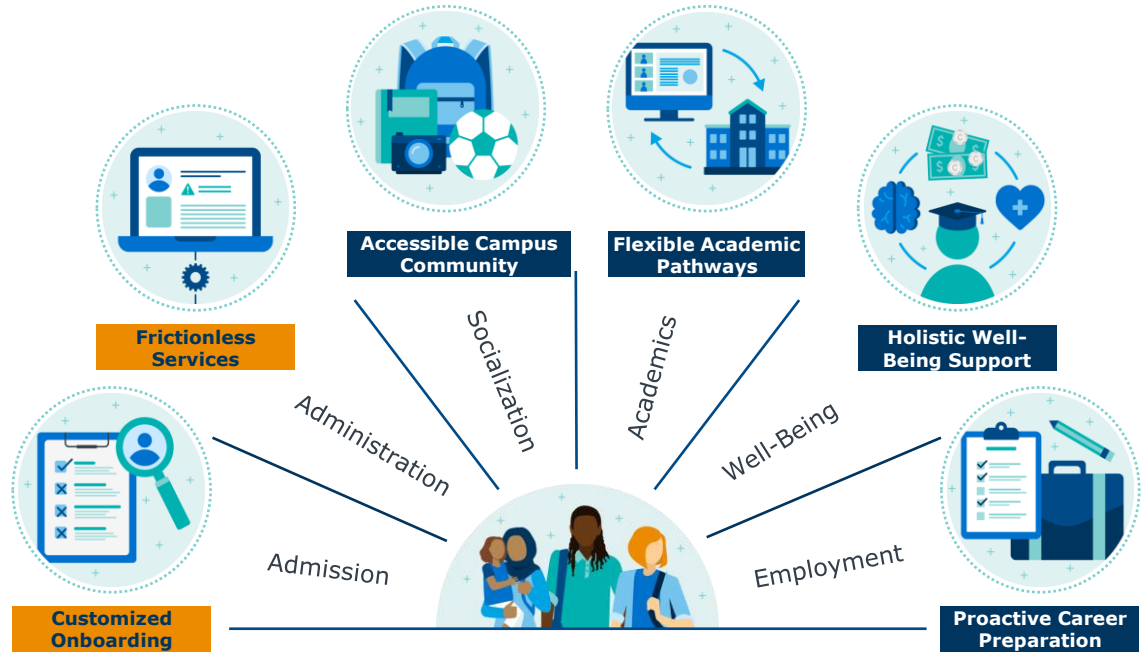 Accessible Campus
Community
Flexible Academic
Pathways
Frictionless
Services
Holistic Well-
Being Support
Customized
Onboarding
Proactive Career
Preparation
Admission
Administration
Socialization
Academics
Well-Being
Employment